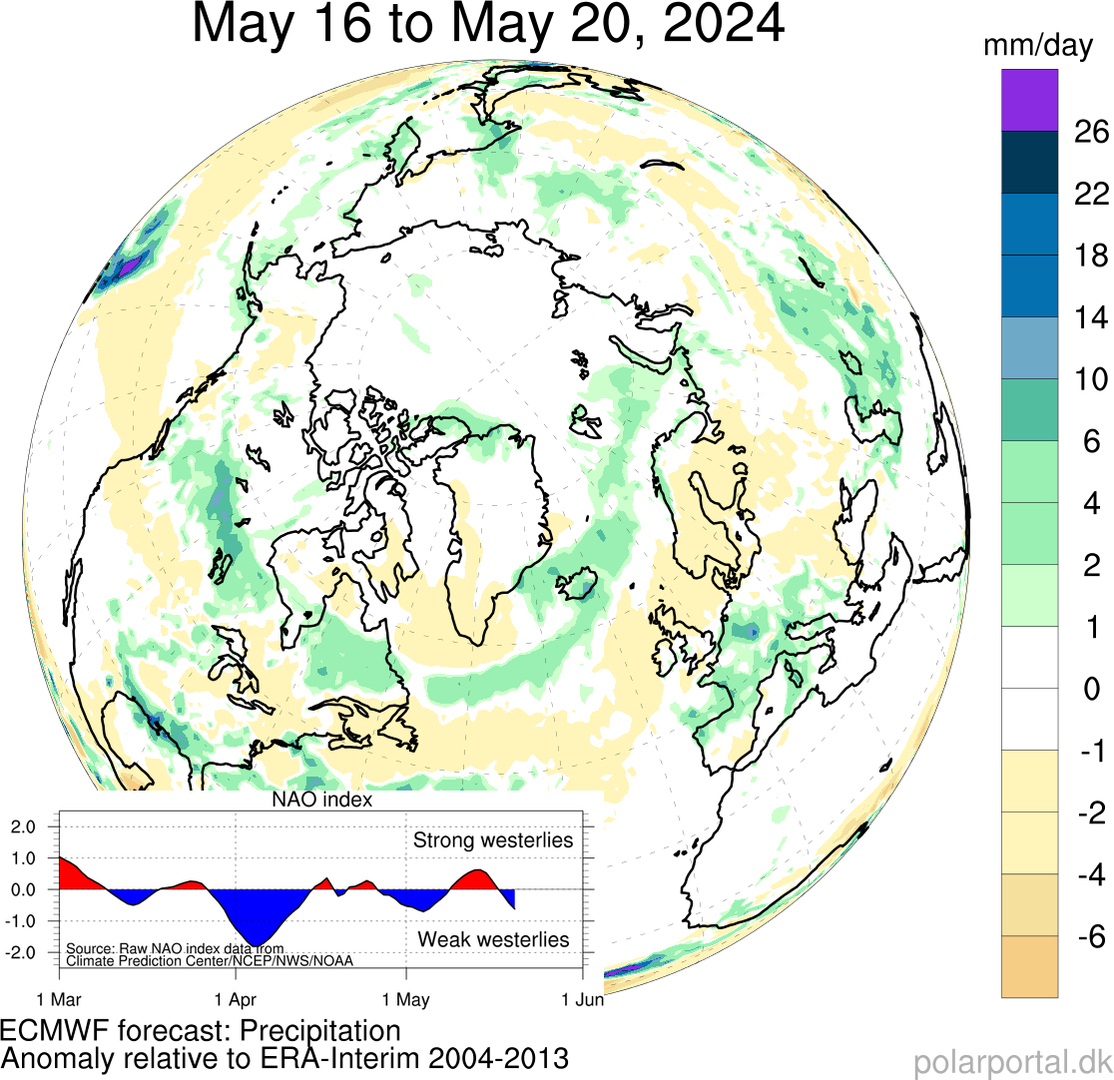 May 16 to May 20, 2024
mm/day
26
22
18
14
10
6
4
2
1
0
-1
-2
-4
-6
NAO index
2.0
1.0
0.0
-1.0
-2.0
Strong westerlies
Weak westerlies
Source: Raw NAO index data from
Climate Prediction Center/NCEP/NWS/NOAA
1 Mar 1 Apr 1 May 1 Jun
ECMWF forecast: Precipitation
Anomaly relative to ERA-Interim 2004-2013
polarportal.dk